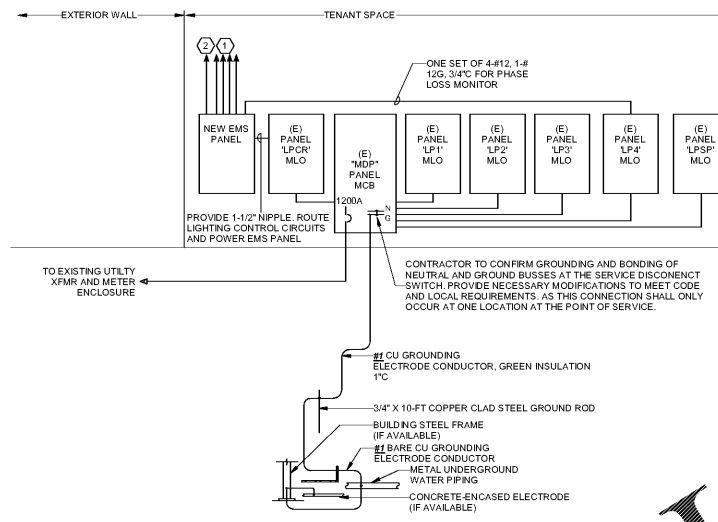 EXTERIOR WALL
TENANT SPACE
2
1
ONE SET OF 4-#12, 1-#
12G, 3/4"C FOR PHASE
LOSS MONITOR
NEW EMS
PANEL
(E)
PANEL
'LPCR'
MLO
(E)
"MDP"
PANEL
MCB
1200A
N
G
(E)
PANEL
'LP1'
MLO
(E)
PANEL
'LP2'
MLO
(E)
PANEL
'LP3'
MLO
(E)
PANEL
'LP4'
MLO
(E)
PANEL
'LPSP'
MLO
PROVIDE 1-1/2" NIPPLE. ROUTE
LIGHTING CONTROL CIRCUITS
AND POWER EMS PANEL
TO EXISTING UTILTY
XFMR AND METER
ENCLOSURE
CONTRACTOR TO CONFIRM GROUNDING AND BONDING OF
NEUTRAL AND GROUND BUSSES AT THE SERVICE DISCONENCT
SWITCH. PROVIDE NECESSARY MODIFICATIONS TO MEET CODE
AND LOCAL REQUIREMENTS. AS THIS CONNECTION SHALL ONLY
OCCUR AT ONE LOCATION AT THE POINT OF SERVICE.
#1 CU GROUNDING
ELECTRODE CONDUCTOR, GREEN INSULATION
1"C
3/4" X 10-FT COPPER CLAD STEEL GROUND ROD
BUILDING STEEL FRAME
(IF AVAILABLE)
#1 BARE CU GROUNDING
ELECTRODE CONDUCTOR
METAL UNDERGROUND
WATER PIPING
CONCRETE-ENCASED ELECTRODE
(IF AVAILABLE)